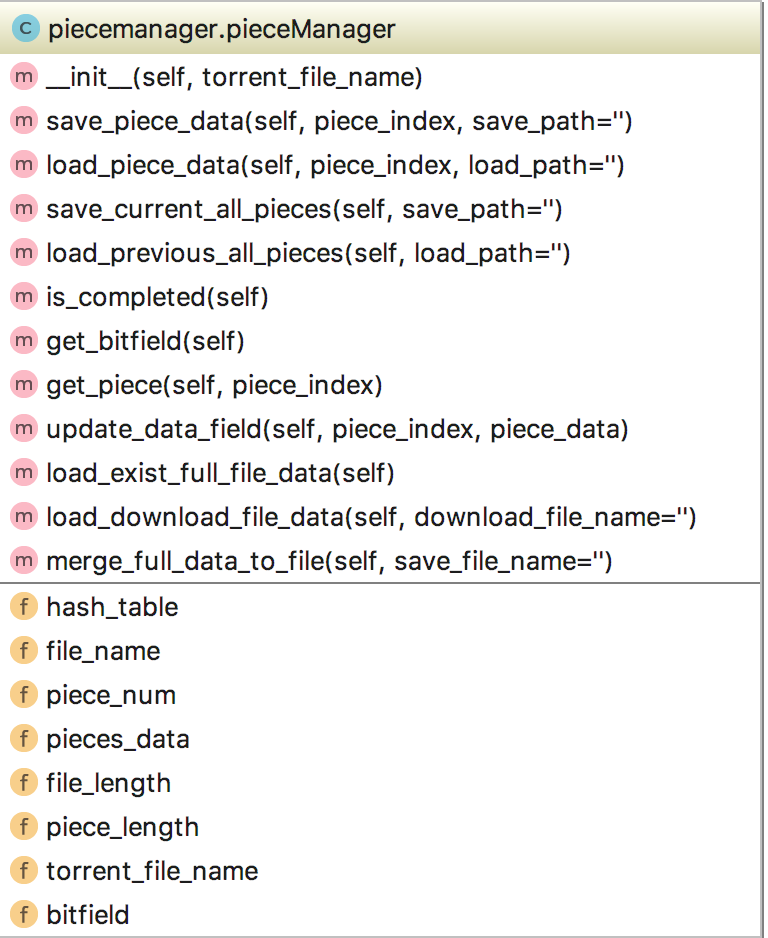 C piecemanager.pieceManager
m __init__(self, torrent_file_name)
m save_piece_data(self, piece_index, save_path='')
m load_piece_data(self, piece_index, load_path='')
m save_current_all_pieces(self, save_path='')
m load_previous_all_pieces(self, load_path='')
m is_completed(self)
m get_bitfield(self)
m get_piece(self, piece_index)
m update_data_field(self, piece_index, piece_data)
m load_exist_full_file_data(self)
m load_download_file_data(self, download_file_name='')
m merge_full_data_to_file(self, save_file_name='')
f hash_table
f file_name
f piece_num
f pieces_data
f file_length
f piece_length
f torrent_file_name
f bitfield